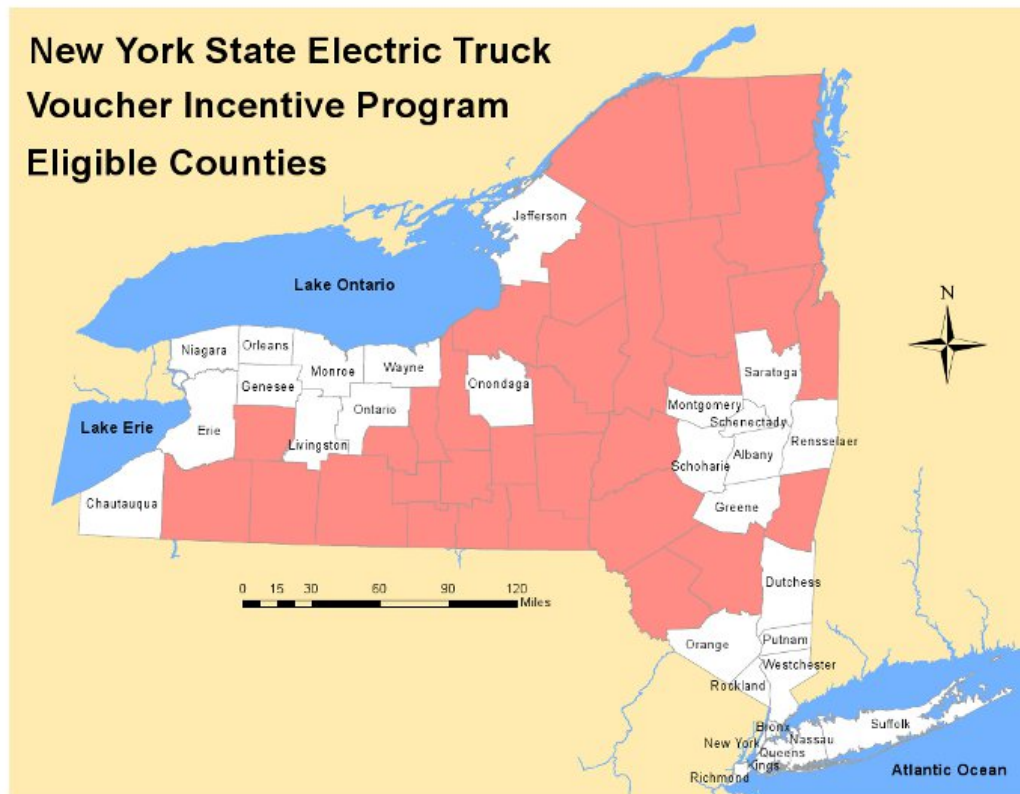 New York State Electric Truck
Voucher Incentive Program
Eligible Counties
Jefferson
Lake Ontario
N
Niagara
Orleans
Monroe
Wayne
Genesee
Onondaga
Saratoga
Ontario
Montgomery
Schenectady
Lake Erie
Erie
Livingston
Rensselaer
Albany
Schoharie
Chautauqua
Greene
Dutchess
0 15 30 60 90 120
Miles
Orange
Putnam
Westchester
Rockland
Bronx
Suffolk
New York
Nassau
Queens
Kings
Richmond
Atlantic Ocean